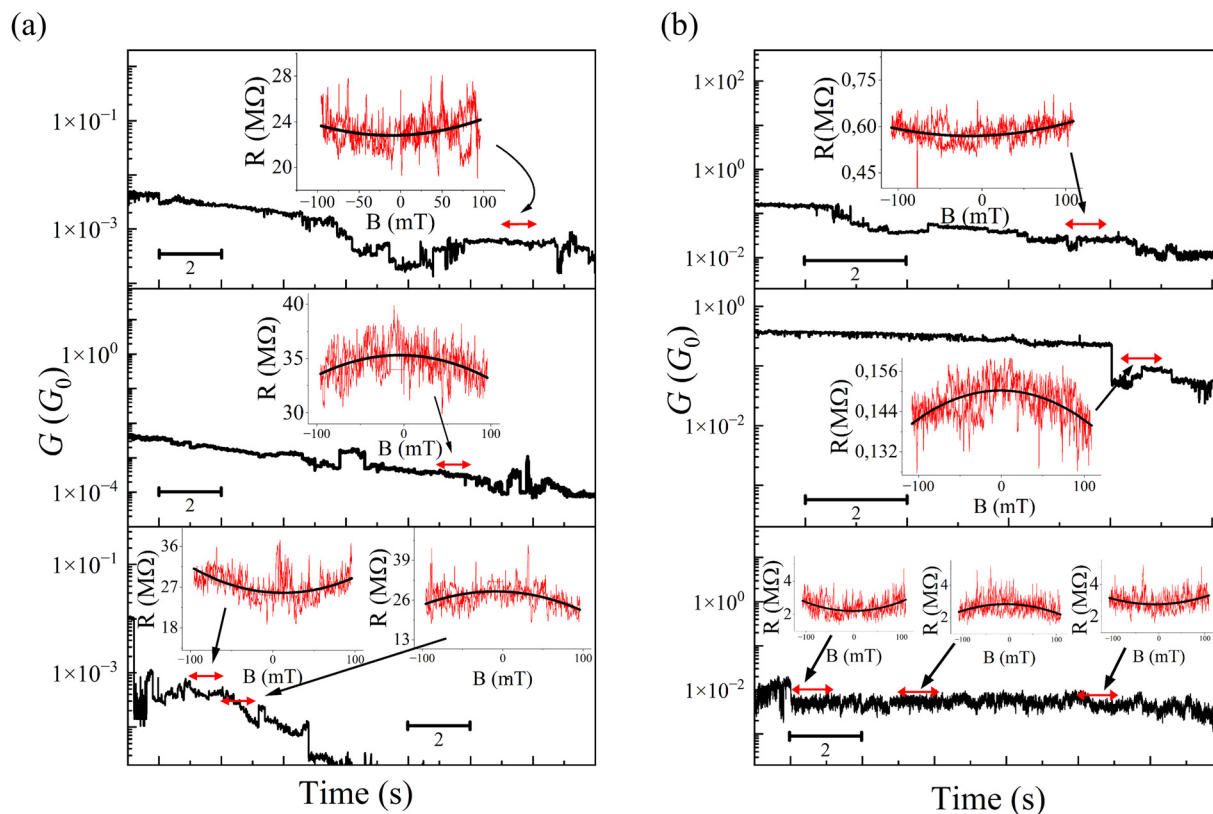 (a)
(b)
G (G₀)
1×10⁻¹
1×10⁻³
R (MΩ)
28
26
24
22
20
-100 -50 0 50 100
B (mT)
2
1×10⁰
1×10⁻²
1×10⁻⁴
R (MΩ)
40
35
30
-100 0 100
B (mT)
2
1×10⁻¹
1×10⁻³
R (MΩ)
36
27
18
-100 0 100
B (mT)
R (MΩ)
39
26
13
-100 0 100
B (mT)
2
Time (s)
G (G₀)
1×10²
1×10⁰
1×10⁻²
R(MΩ)
0,75
0,60
0,45
-100 0 100
B (mT)
2
1×10⁰
1×10⁻²
R(MΩ)
0,156
0,144
0,132
-100 0 100
B (mT)
2
1×10⁰
1×10⁻²
R (MΩ)
4
2
-100 0 100
B (mT)
R (MΩ)
4
2
-100 0 100
B (mT)
R (MΩ)
4
2
-100 0 100
B (mT)
2
Time (s)